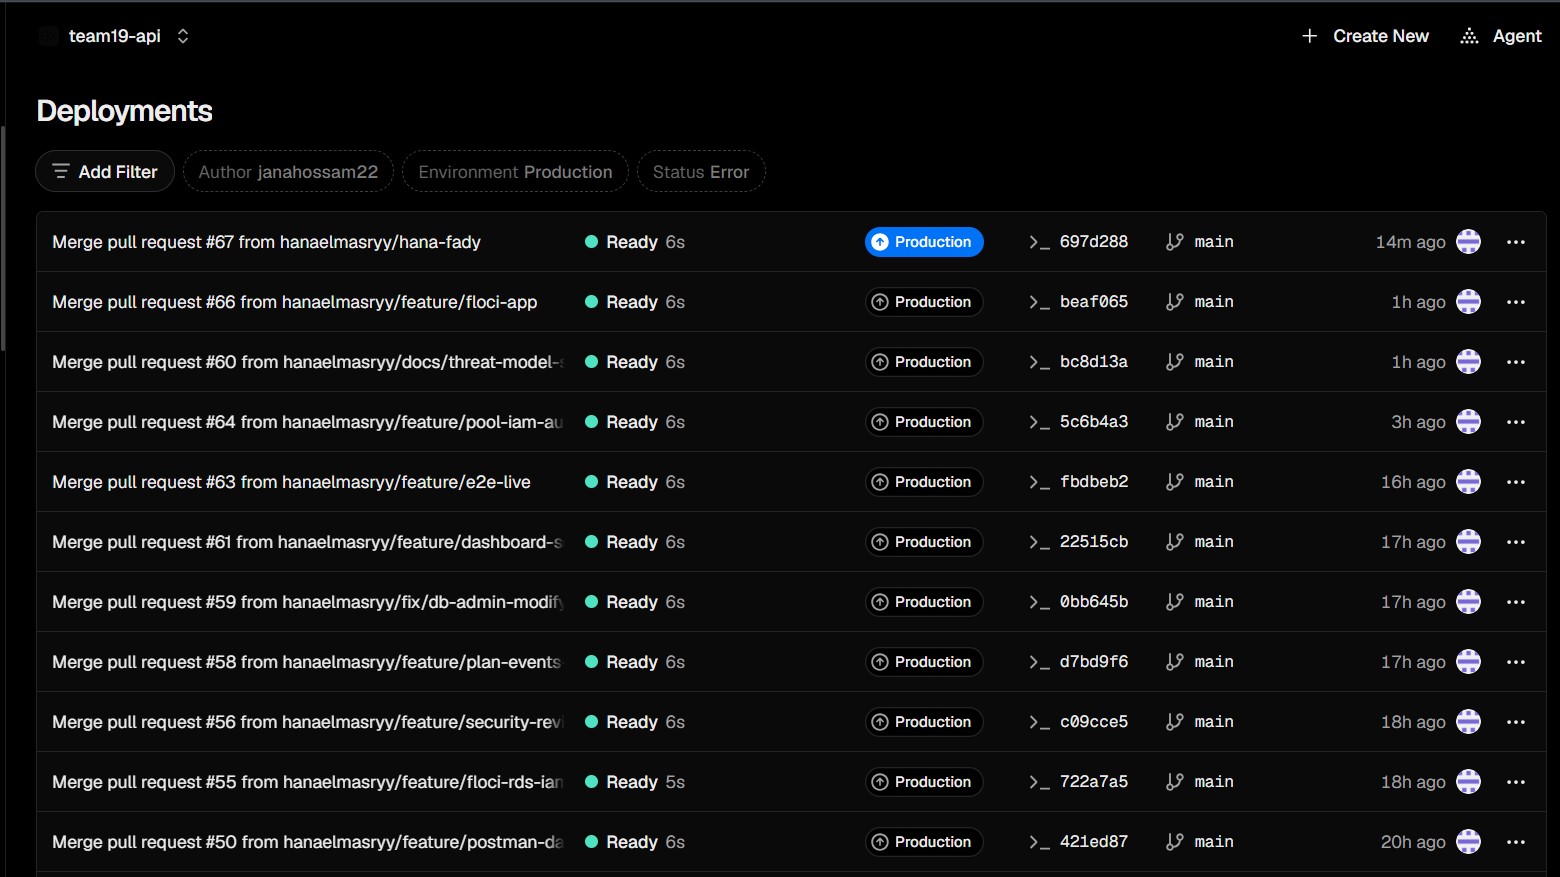 team19-api
Create New
Agent
Deployments
Add Filter
Author janahossam22
Environment Production
Status Error
Merge pull request #67 from hanaelmasryy/hana-fady Ready 6s Production 697d288 main 14m ago
Merge pull request #66 from hanaelmasryy/feature/floci-app Ready 6s Production beaf065 main 1h ago
Merge pull request #60 from hanaelmasryy/docs/threat-model- Ready 6s Production bc8d13a main 1h ago
Merge pull request #64 from hanaelmasryy/feature/pool-iam-au Ready 6s Production 5c6b4a3 main 3h ago
Merge pull request #63 from hanaelmasryy/feature/e2e-live Ready 6s Production fbdbeb2 main 16h ago
Merge pull request #61 from hanaelmasryy/feature/dashboard-s Ready 6s Production 22515cb main 17h ago
Merge pull request #59 from hanaelmasryy/fix/db-admin-modify Ready 6s Production 0bb645b main 17h ago
Merge pull request #58 from hanaelmasryy/feature/plan-events- Ready 6s Production d7bd9f6 main 17h ago
Merge pull request #56 from hanaelmasryy/feature/security-revi Ready 6s Production c09cce5 main 18h ago
Merge pull request #55 from hanaelmasryy/feature/floci-rds-iam Ready 5s Production 722a7a5 main 18h ago
Merge pull request #50 from hanaelmasryy/feature/postman-da Ready 6s Production 421ed87 main 20h ago